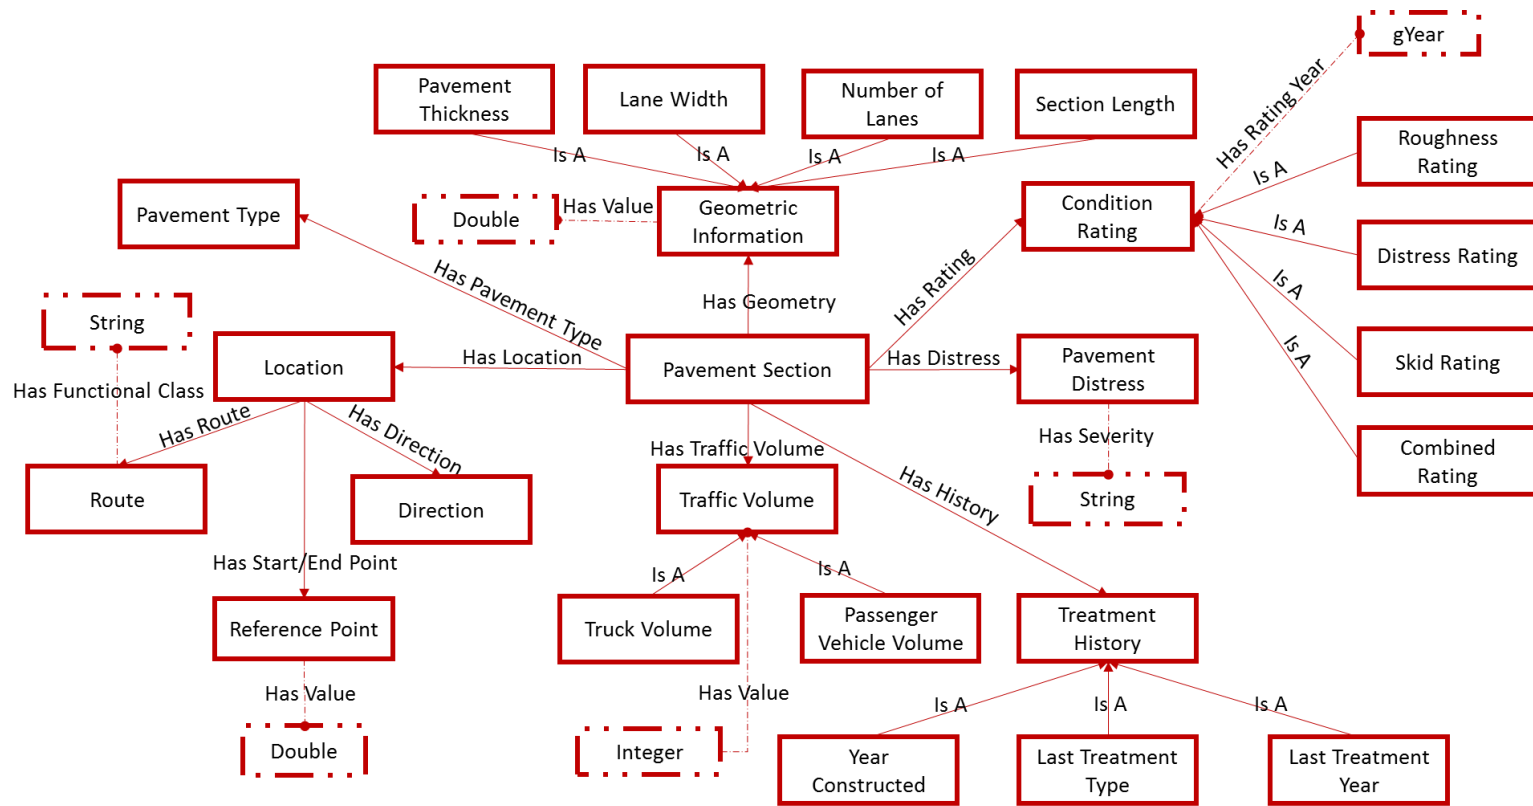 gYear
Pavement
Thickness
Lane Width
Number of
Lanes
Section Length
Has Rating Year
Roughness
Rating
Is A
Is A
Is A
Is A
Is A
Pavement Type
Double
Has Value
Geometric
Information
Condition
Rating
Is A
Distress Rating
Has Pavement Type
Has Geometry
Has Rating
Is A
String
Location
Has Location
Pavement Section
Has Distress
Pavement
Distress
Is A
Skid Rating
Has Functional Class
Has Route
Has Direction
Has Traffic Volume
Has Severity
Combined
Rating
Route
Direction
Traffic Volume
Has History
String
Has Start/End Point
Is A
Is A
Reference Point
Truck Volume
Passenger
Vehicle Volume
Treatment
History
Has Value
Has Value
Is A
Is A
Is A
Double
Integer
Year
Constructed
Last Treatment
Type
Last Treatment
Year